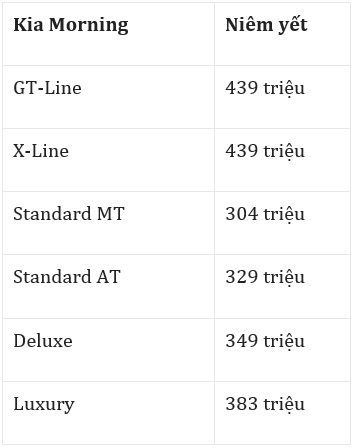 Kia Morning Niêm yết
GT-Line 439 triệu
X-Line 439 triệu
Standard MT 304 triệu
Standard AT 329 triệu
Deluxe 349 triệu
Luxury 383 triệu